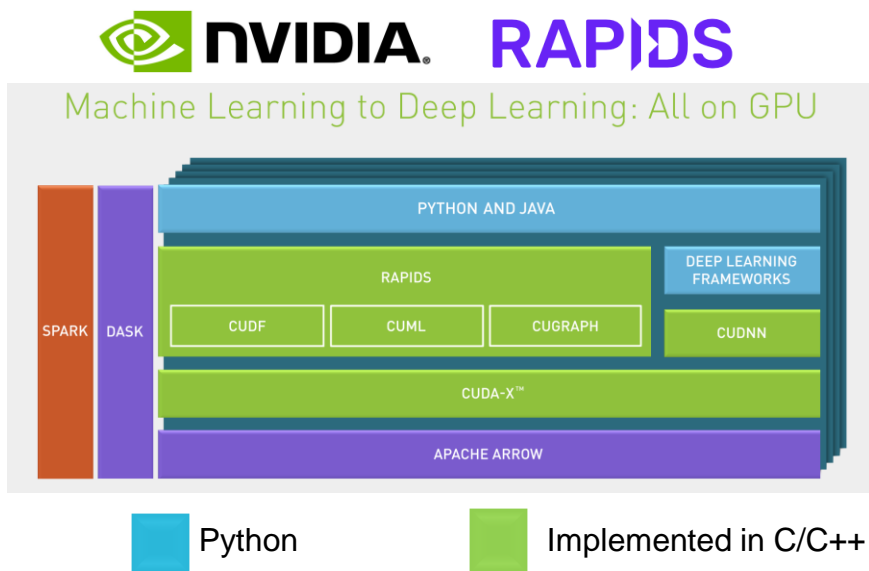 NVIDIA. RAPIDS
Machine Learning to Deep Learning: All on GPU
SPARK
DASK
PYTHON AND JAVA
RAPIDS
CUDF
CUML
CUGRAPH
DEEP LEARNING
FRAMEWORKS
CUDNN
CUDA-X™
APACHE ARROW
Python
Implemented in C/C++